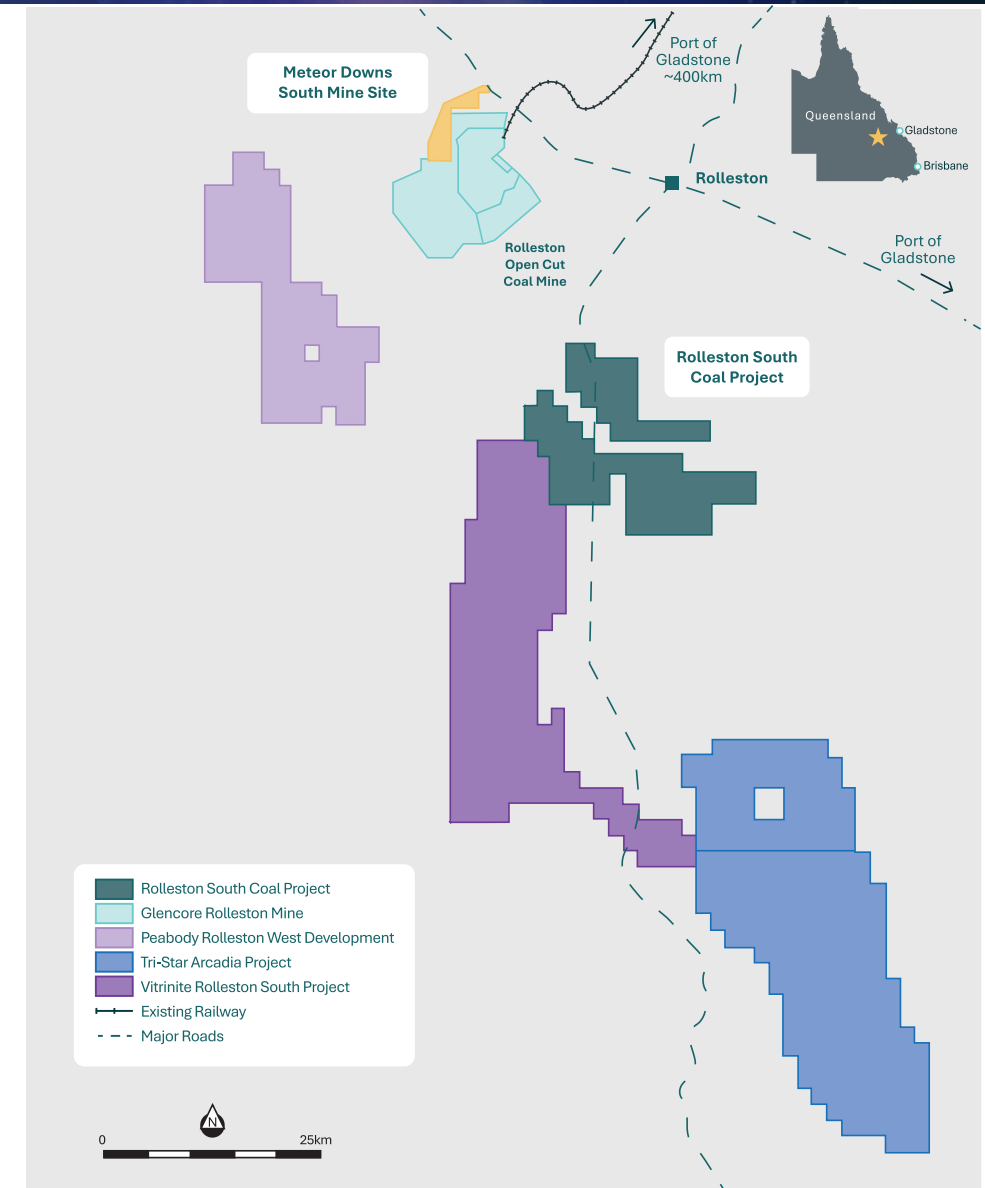 Meteor Downs
South Mine Site
Port of
Gladstone
~400km
Queensland
Gladstone
Brisbane
Rolleston
Rolleston
Open Cut
Coal Mine
Port of
Gladstone
Rolleston South
Coal Project
Rolleston South Coal Project
Glencore Rolleston Mine
Peabody Rolleston West Development
Tri-Star Arcadia Project
Vitrinite Rolleston South Project
Existing Railway
Major Roads
N
0 25km